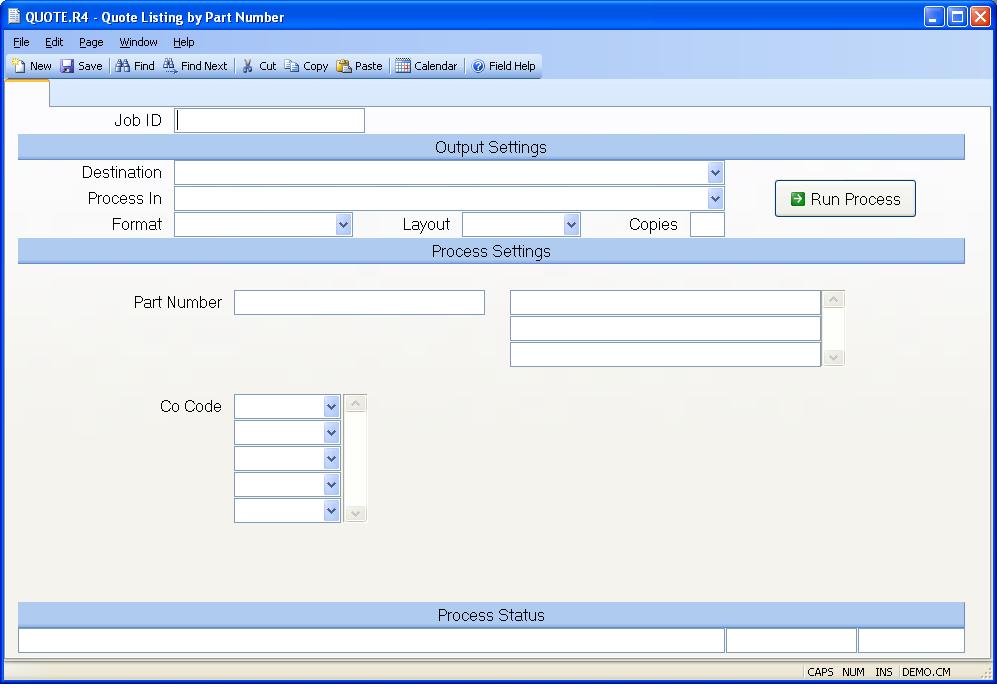 QUOTE.R4 - Quote Listing by Part Number
File Edit Page Window Help
New Save Find Find Next Cut Copy Paste Calendar Field Help
Job ID
Output Settings
Destination
Process In
Run Process
Format Layout Copies
Process Settings
Part Number
Co Code
Process Status
CAPS NUM INS DEMO.CM